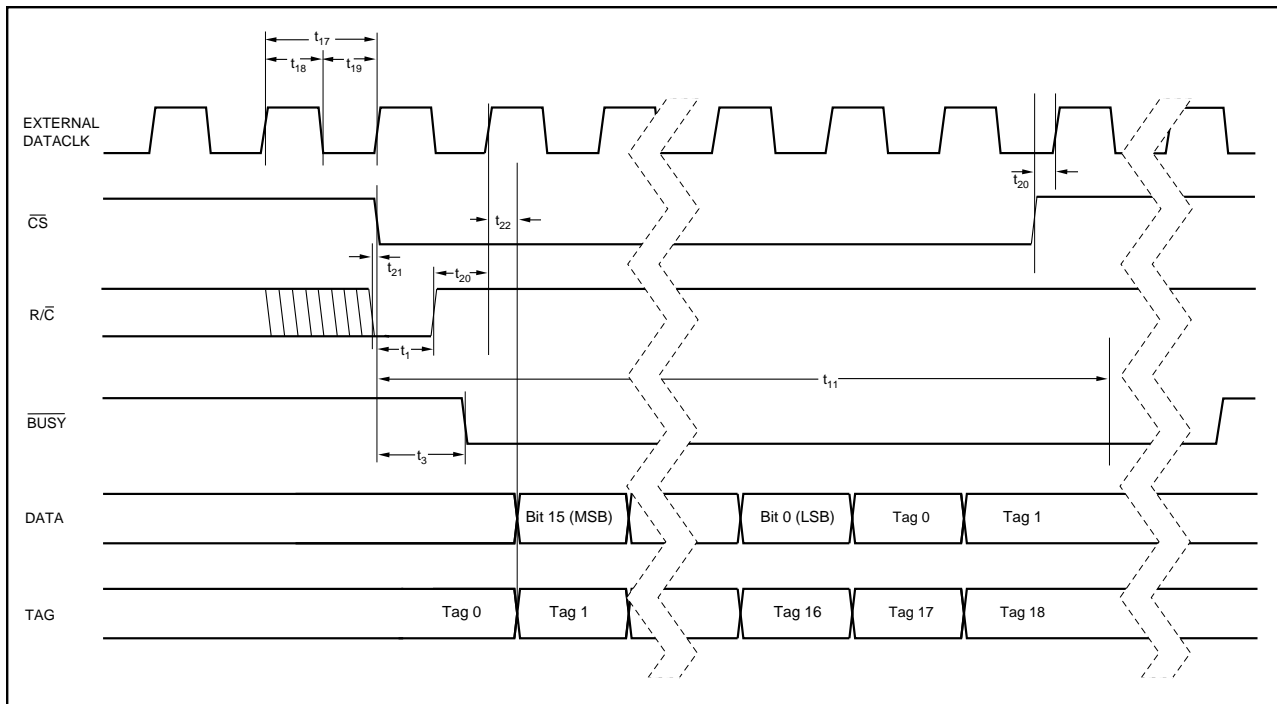 t17
t18 t19
EXTERNAL
DATACLK
t20
CS
t22
t21
t20
R/C
t1
t11
BUSY
t3
DATA
Bit 15 (MSB)
Bit 0 (LSB)
Tag 0
Tag 1
TAG
Tag 0
Tag 1
Tag 16
Tag 17
Tag 18